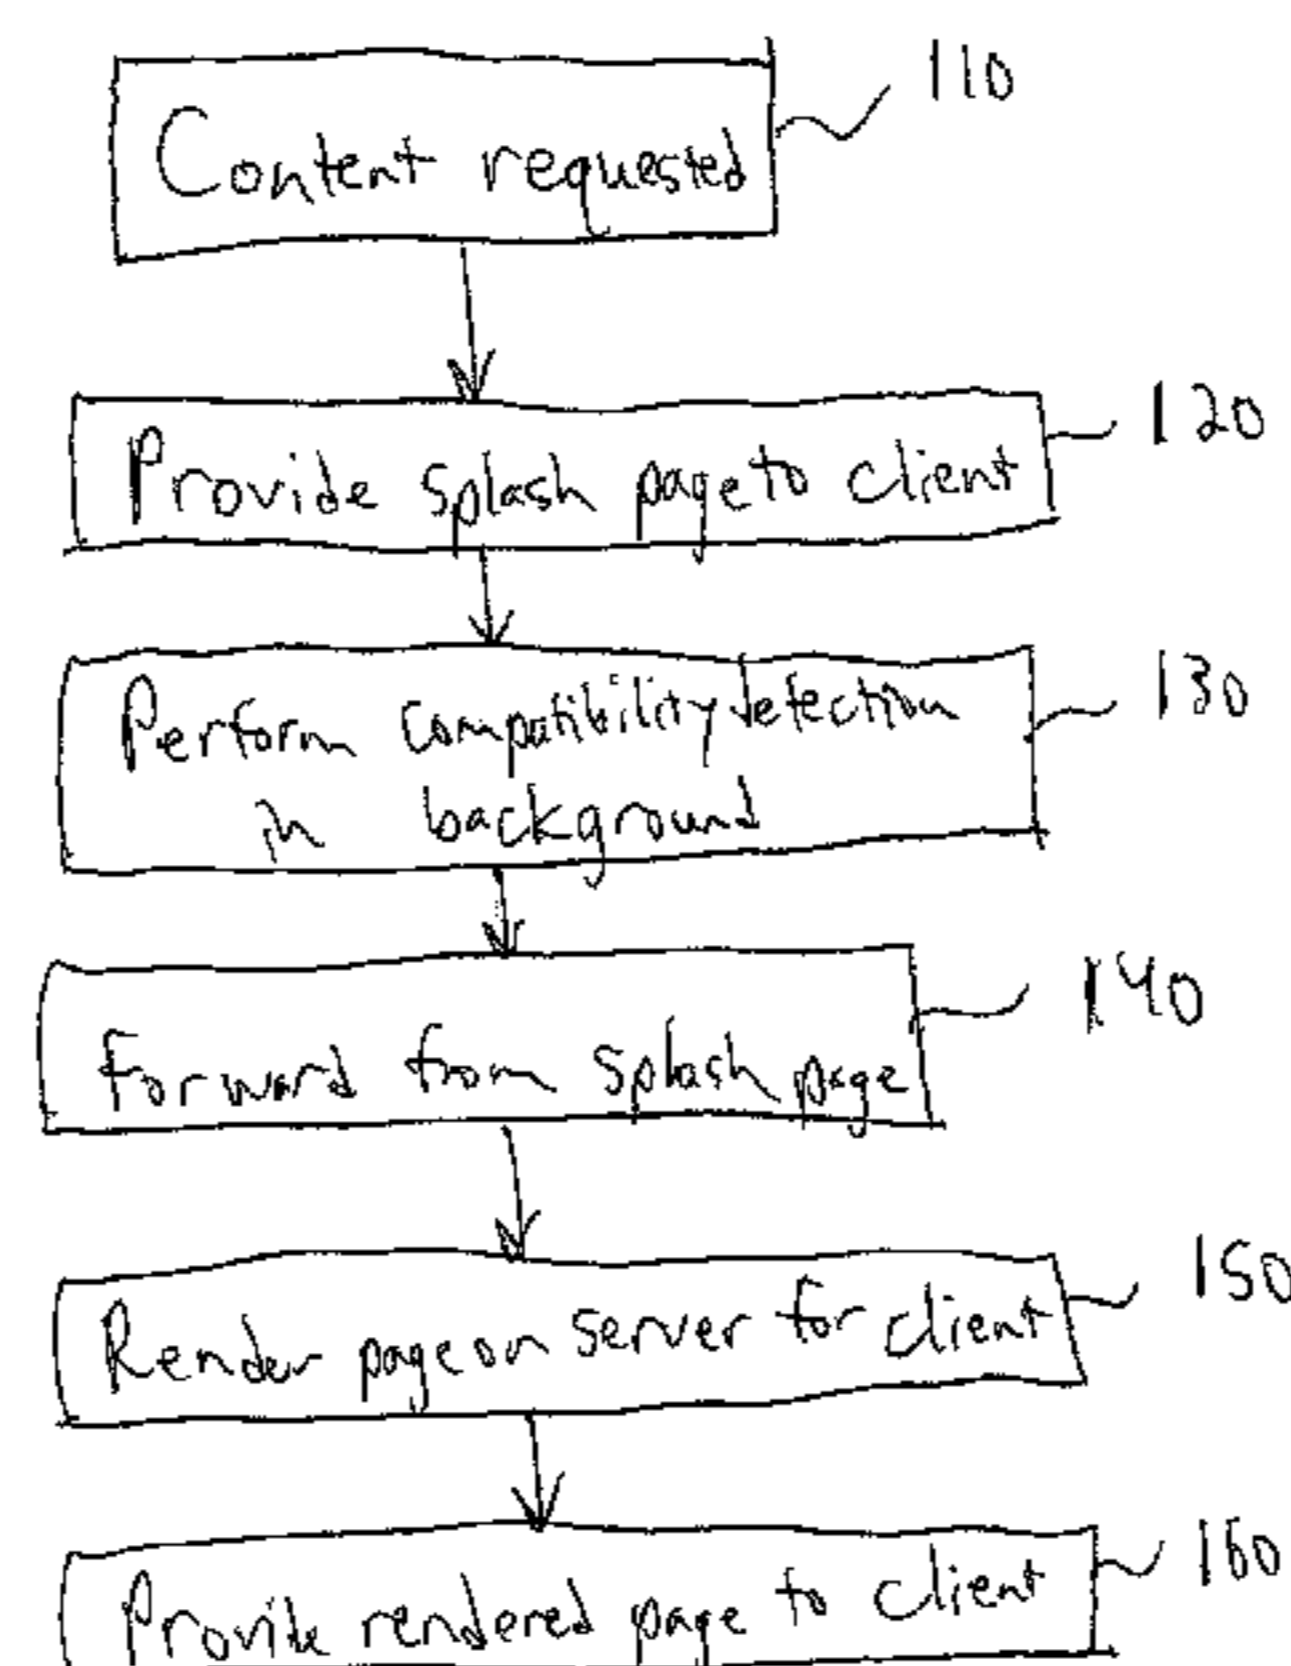 Content requested
110
Provide splash page to client
120
Perform compatibility detection
in background
130
Forward from splash page
140
Render page on server for client
150
Provide rendered page to client
160